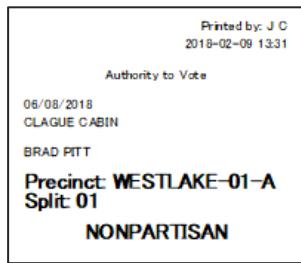 Printed by: J C
2018-02-09 13:31
Authority to Vote
06/08/2018
CLAGUE CABIN
BRAD PITT
Precinct: WESTLAKE-01-A
Split: 01
NONPARTISAN